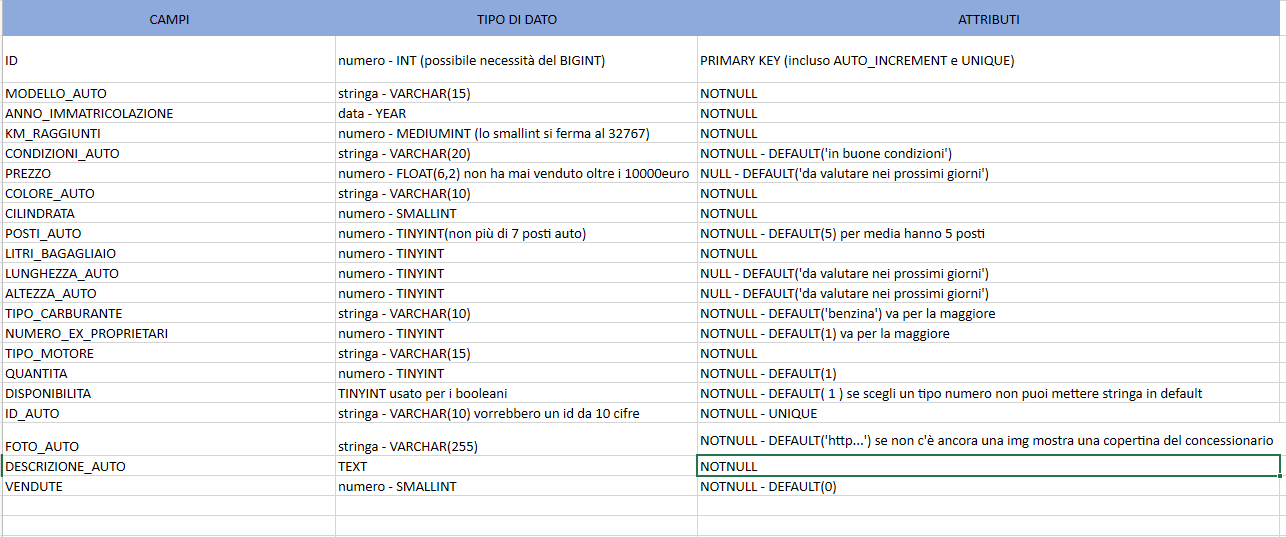 CAMPI TIPO DI DATO ATTRIBUTI
ID numero - INT (possibile necessità del BIGINT) PRIMARY KEY (incluso AUTO_INCREMENT e UNIQUE)
MODELLO_AUTO stringa - VARCHAR(15) NOTNULL
ANNO_IMMATRICOLAZIONE data - YEAR NOTNULL
KM_RAGGIUNTI numero - MEDIUMINT (lo smallint si ferma al 32767) NOTNULL
CONDIZIONI_AUTO stringa - VARCHAR(20) NOTNULL - DEFAULT('in buone condizioni')
PREZZO numero - FLOAT(6,2) non ha mai venduto oltre i 10000euro NULL - DEFAULT('da valutare nei prossimi giorni')
COLORE_AUTO stringa - VARCHAR(10) NOTNULL
CILINDRATA numero - SMALLINT NOTNULL
POSTI_AUTO numero - TINYINT(non più di 7 posti auto) NOTNULL - DEFAULT(5) per media hanno 5 posti
LITRI_BAGAGLIAIO numero - TINYINT NOTNULL
LUNGHEZZA_AUTO numero - TINYINT NULL - DEFAULT('da valutare nei prossimi giorni')
ALTEZZA_AUTO numero - TINYINT NULL - DEFAULT('da valutare nei prossimi giorni')
TIPO_CARBURANTE stringa - VARCHAR(10) NOTNULL - DEFAULT('benzina') va per la maggiore
NUMERO_EX_PROPRIETARI numero - TINYINT NOTNULL - DEFAULT(1) va per la maggiore
TIPO_MOTORE stringa - VARCHAR(15) NOTNULL
QUANTITA numero - TINYINT NOTNULL - DEFAULT(1)
DISPONIBILITA TINYINT usato per i booleani NOTNULL - DEFAULT( 1 ) se scegli un tipo numero non puoi mettere stringa in default
ID_AUTO stringa - VARCHAR(10) vorrebbero un id da 10 cifre NOTNULL - UNIQUE
FOTO_AUTO stringa - VARCHAR(255) NOTNULL - DEFAULT('http...') se non c'è ancora una img mostra una copertina del concessionario
DESCRIZIONE_AUTO TEXT NOTNULL
VENDUTE numero - SMALLINT NOTNULL - DEFAULT(0)